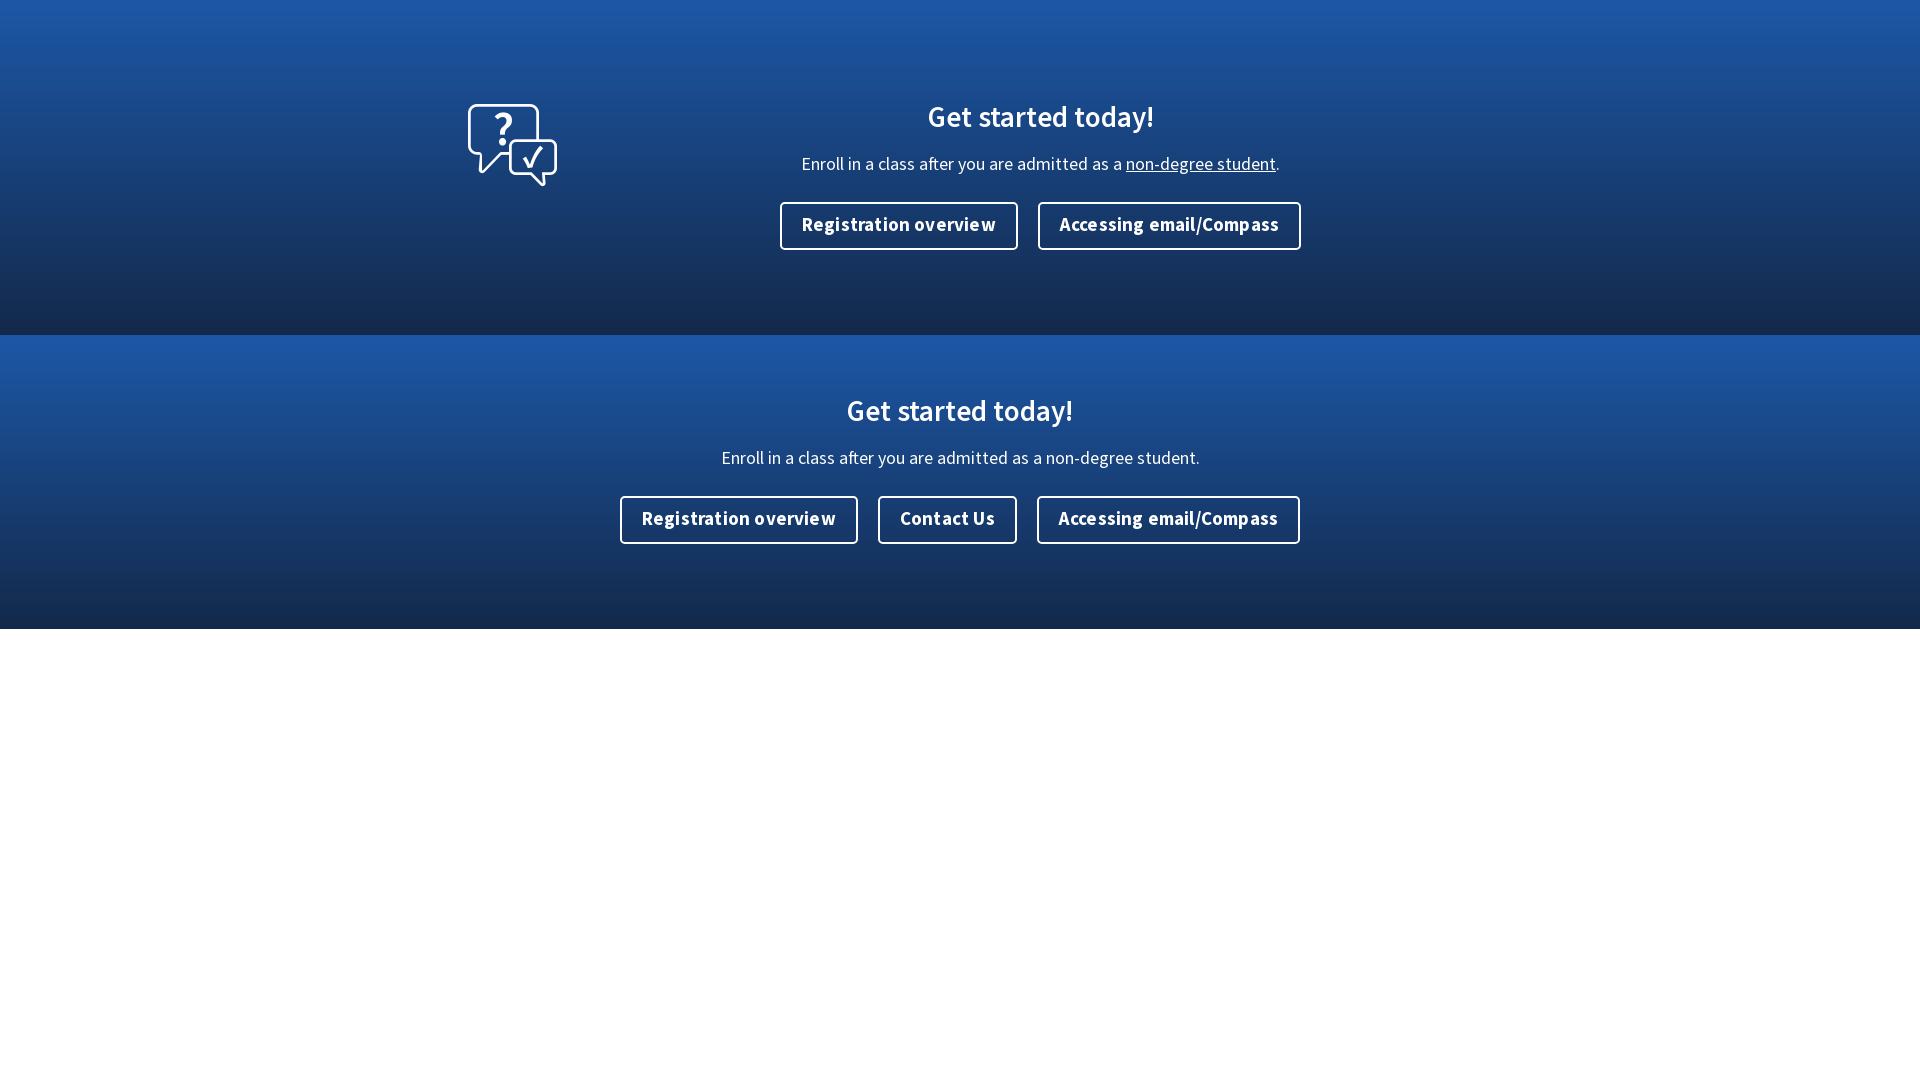 Get started today!
Enroll in a class after you are admitted as a non-degree student.
Registration overview
Accessing email/Compass
Get started today!
Enroll in a class after you are admitted as a non-degree student.
Registration overview
Contact Us
Accessing email/Compass